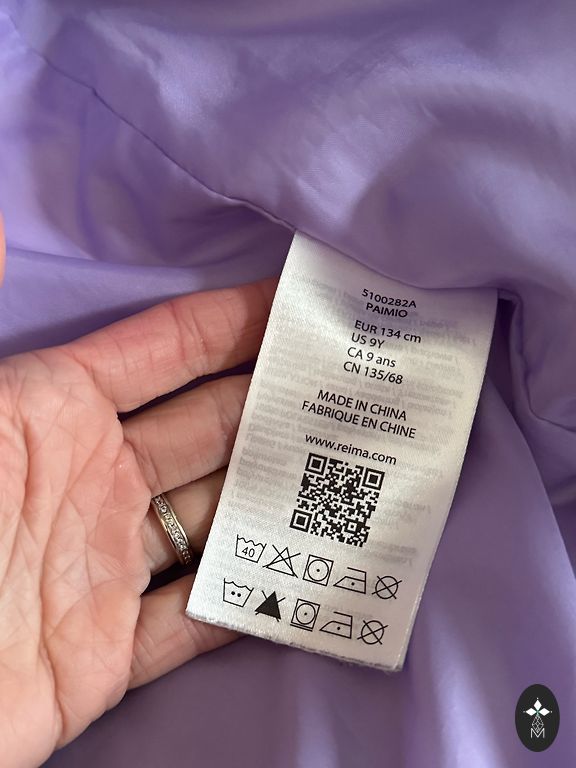 5100282A
PAIMIO
EUR 134 cm
US 9Y
CA 9 ans
CN 135/68
MADE IN CHINA
FABRIQUE EN CHINE
www.reima.com
40
M